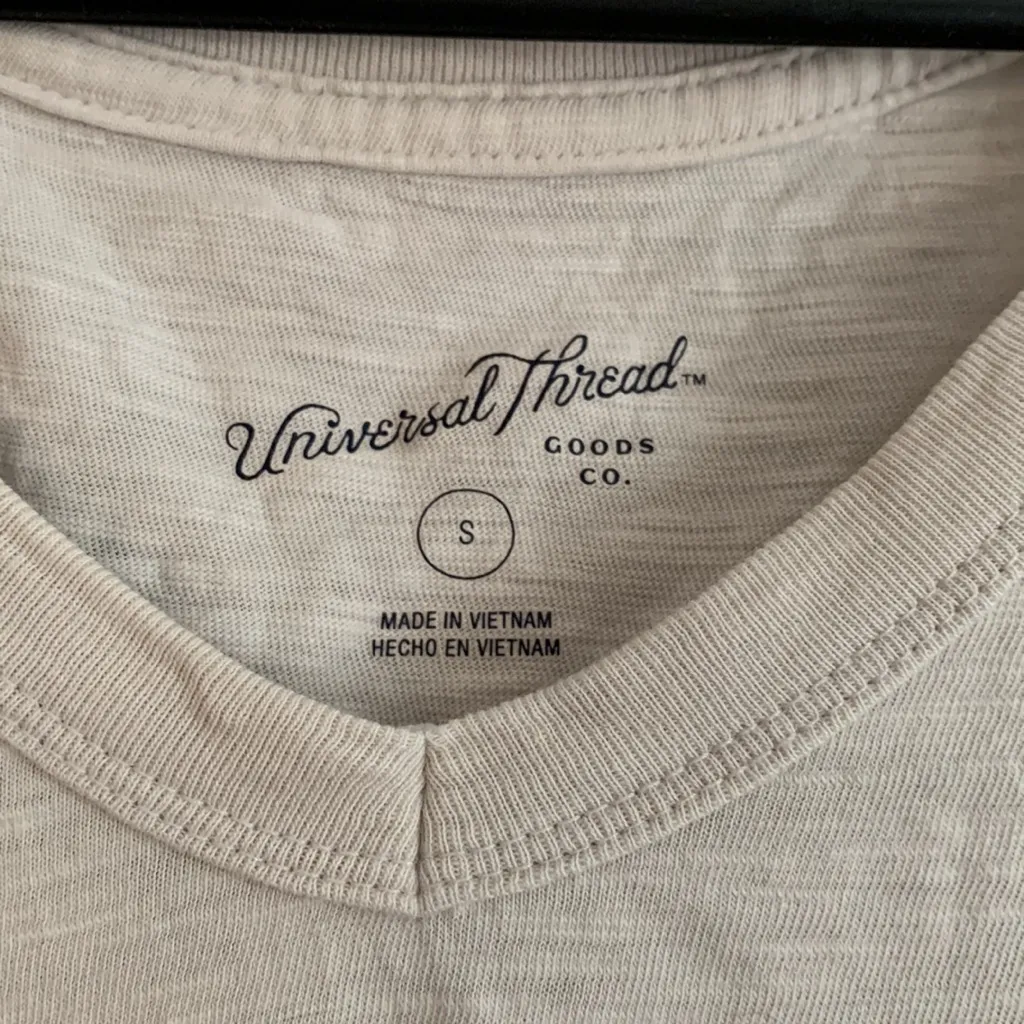 Universal Thread™
GOODS
CO.
S
MADE IN VIETNAM
HECHO EN VIETNAM